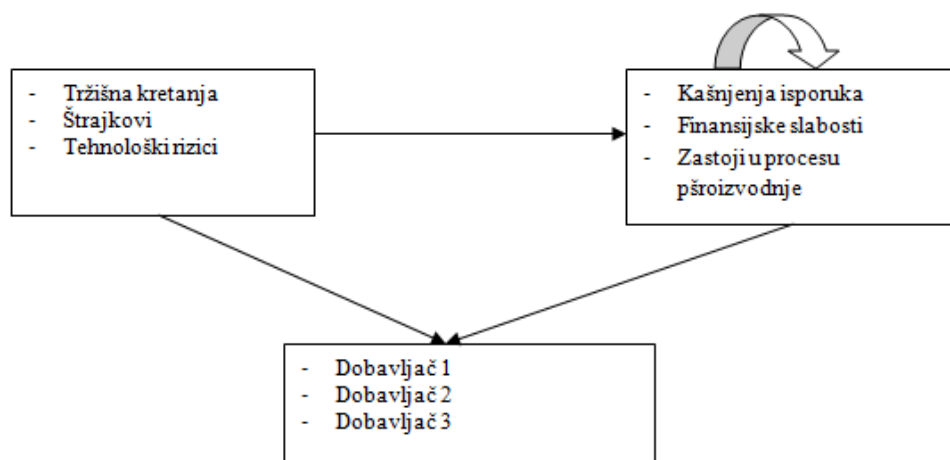 - Tržišna kretanja
- Štrajkovi
- Tehnološki rizici
- Kašnjenja isporuka
- Finansijske slabosti
- Zastoji u procesu
pšroizvodnje
- Dobavljač 1
- Dobavljač 2
- Dobavljač 3